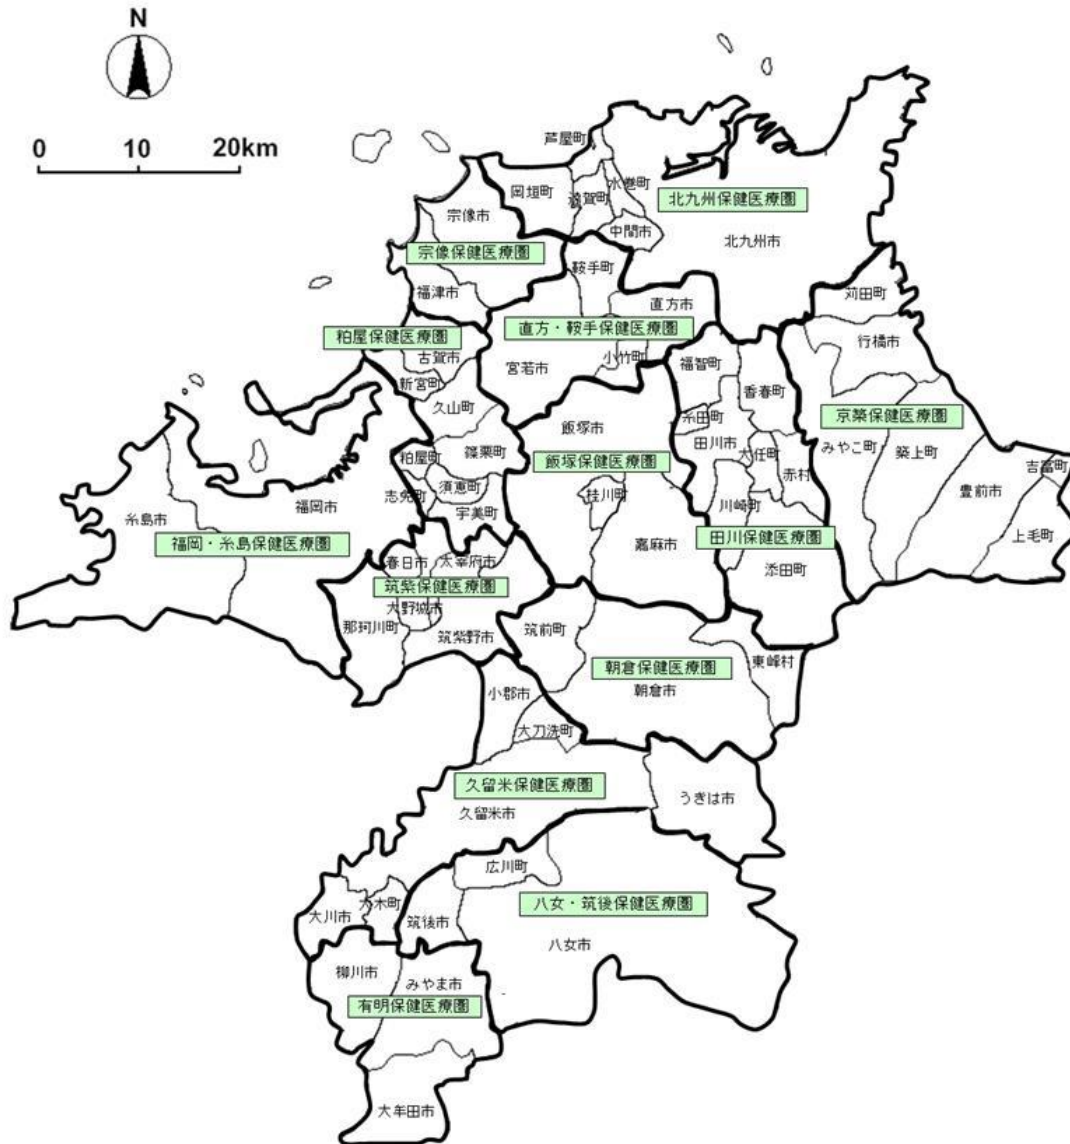 N
0 10 20km
芦屋町
水巻町
岡垣町
遠賀町
北九州保健医療圏
宗像市
中間市
北九州市
宗像保健医療圏
鞍手町
福津市
苅田町
直方市
粕屋保健医療圏
直方・鞍手保健医療圏
行橋市
古賀市
小竹町
宮若市
福智町
新宮町
香春町
久山町
糸田町
京築保健医療圏
飯塚市
田川市
みやこ町
築上町
篠栗町
大任町
粕屋町
飯塚保健医療圏
吉富町
赤村
須恵町
豊前市
志免町
桂川町
福岡市
川崎町
宇美町
糸島市
上毛町
福岡・糸島保健医療圏
嘉麻市
田川保健医療圏
春日市
太宰府市
添田町
筑紫保健医療圏
大野城市
那珂川町
筑紫野市
筑前町
朝倉保健医療圏
東峰村
朝倉市
小郡市
大刀洗町
久留米保健医療圏
うきは市
久留米市
広川町
大木町
八女・筑後保健医療圏
大川市
筑後市
八女市
柳川市
みやま市
有明保健医療圏
大牟田市